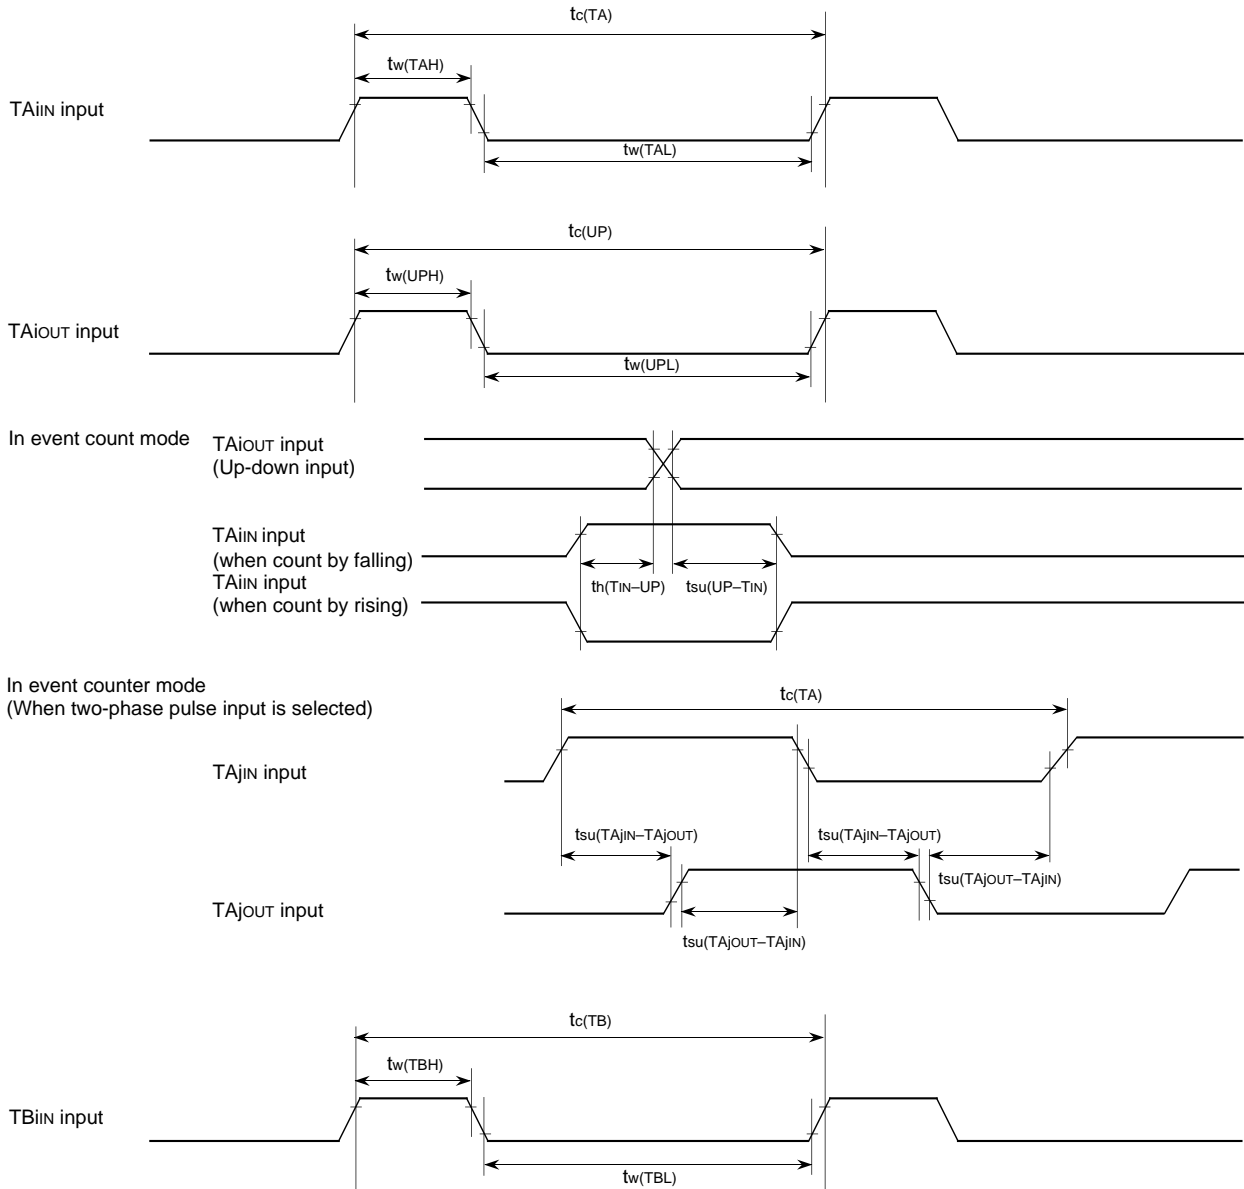 tc(TA)
tw(TAH)
TAiIN input
tw(TAL)
tc(UP)
tw(UPH)
TAiOUT input
tw(UPL)
In event count mode
TAiOUT input
(Up-down input)
TAiIN input
(when count by falling)
TAiIN input
(when count by rising)
th(TIN–UP)
tsu(UP–TIN)
In event counter mode
(When two-phase pulse input is selected)
tc(TA)
TAjIN input
tsu(TAjIN–TAjOUT)
tsu(TAjIN–TAjOUT)
tsu(TAjOUT–TAjIN)
TAjOUT input
tsu(TAjOUT–TAjIN)
tc(TB)
tw(TBH)
TBiIN input
tw(TBL)